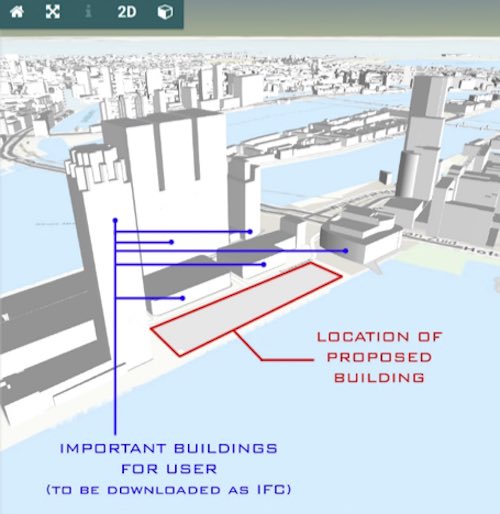 2D
LOCATION OF
PROPOSED
BUILDING
IMPORTANT BUILDINGS
FOR USER
(TO BE DOWNLOADED AS IFC)